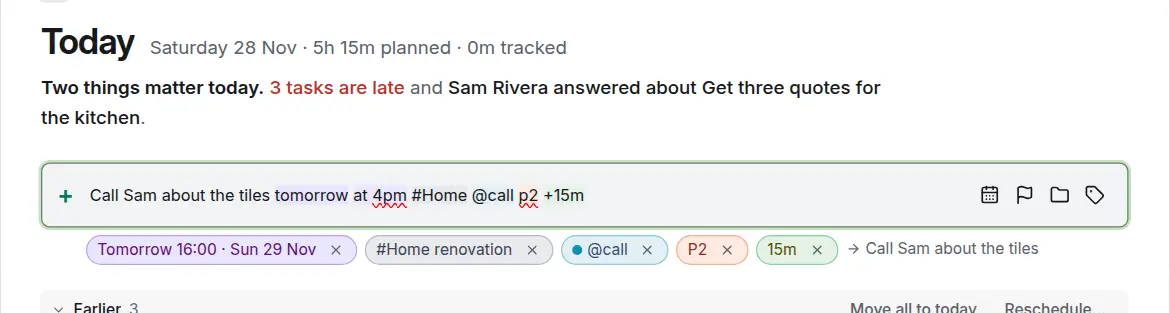 Today Saturday 28 Nov · 5h 15m planned · 0m tracked
Two things matter today. 3 tasks are late and Sam Rivera answered about Get three quotes for
the kitchen.
+ Call Sam about the tiles tomorrow at 4pm #Home @call p2 +15m
Tomorrow 16:00 · Sun 29 Nov × #Home renovation × @call × P2 × 15m × → Call Sam about the tiles
Earlier 3 Move all to today Reschedule...